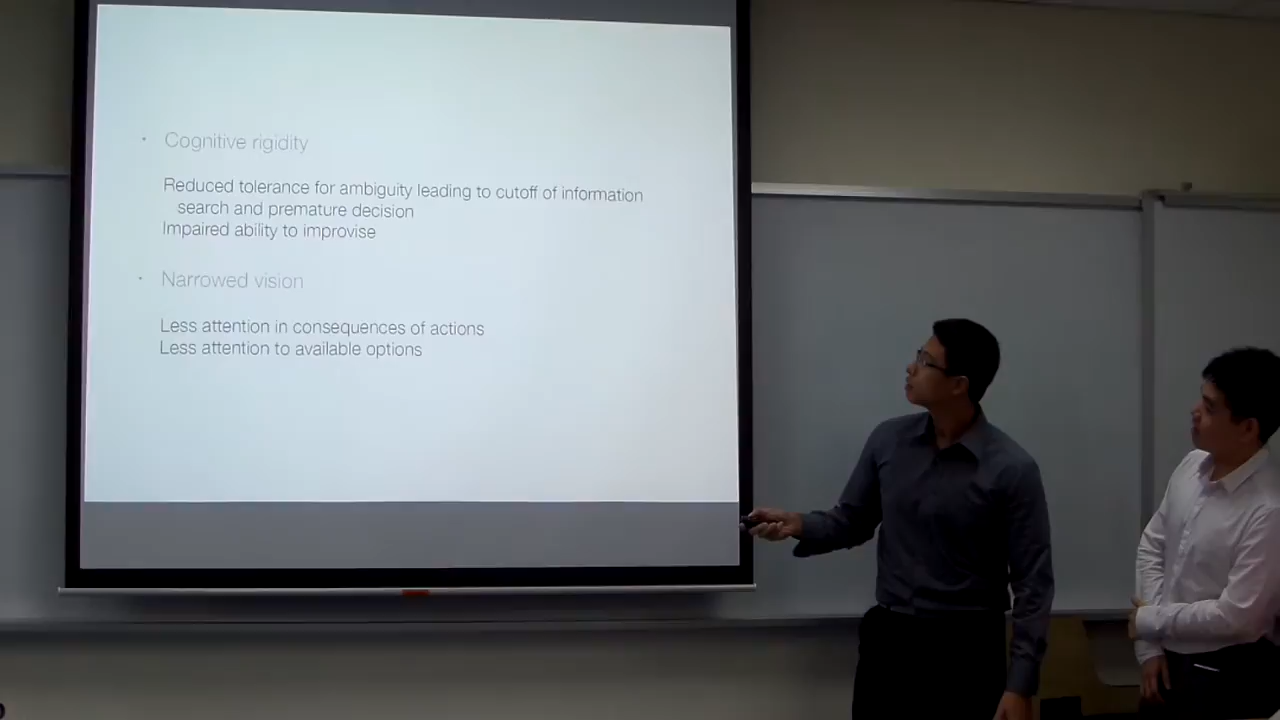 • Cognitive rigidity
Reduced tolerance for ambiguity leading to cutoff of information
search and premature decision
Impaired ability to improvise
• Narrowed vision
Less attention in consequences of actions
Less attention to available options